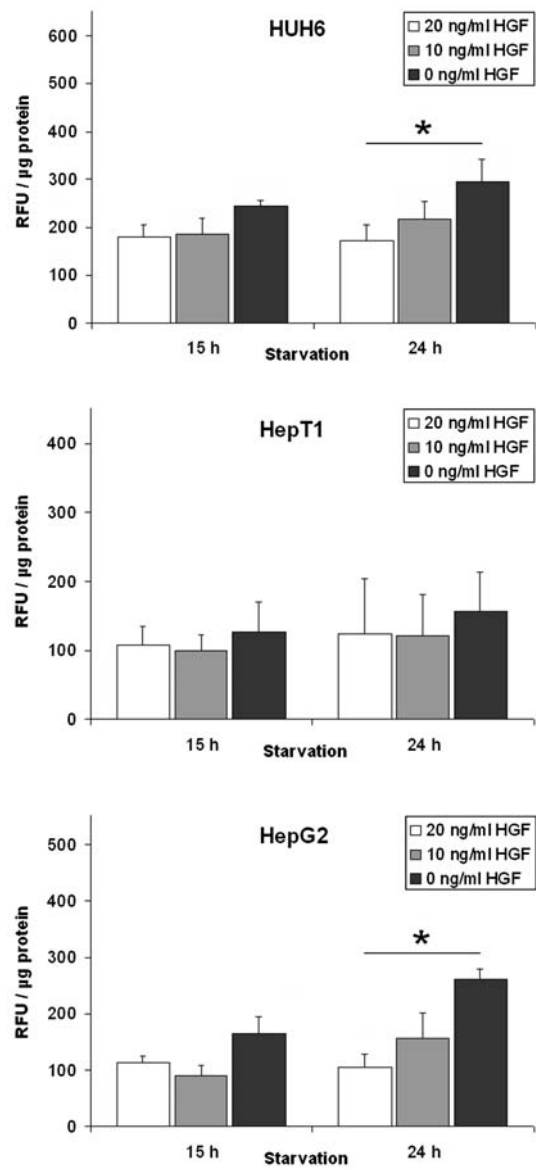 HUH6
20 ng/ml HGF
10 ng/ml HGF
0 ng/ml HGF
RFU / µg protein
600
500
400
300
200
100
0
*
15 h
Starvation
24 h
HepT1
20 ng/ml HGF
10 ng/ml HGF
0 ng/ml HGF
RFU / µg protein
400
300
200
100
0
15 h
Starvation
24 h
HepG2
20 ng/ml HGF
10 ng/ml HGF
0 ng/ml HGF
RFU / µg protein
500
400
300
200
100
0
*
15 h
Starvation
24 h